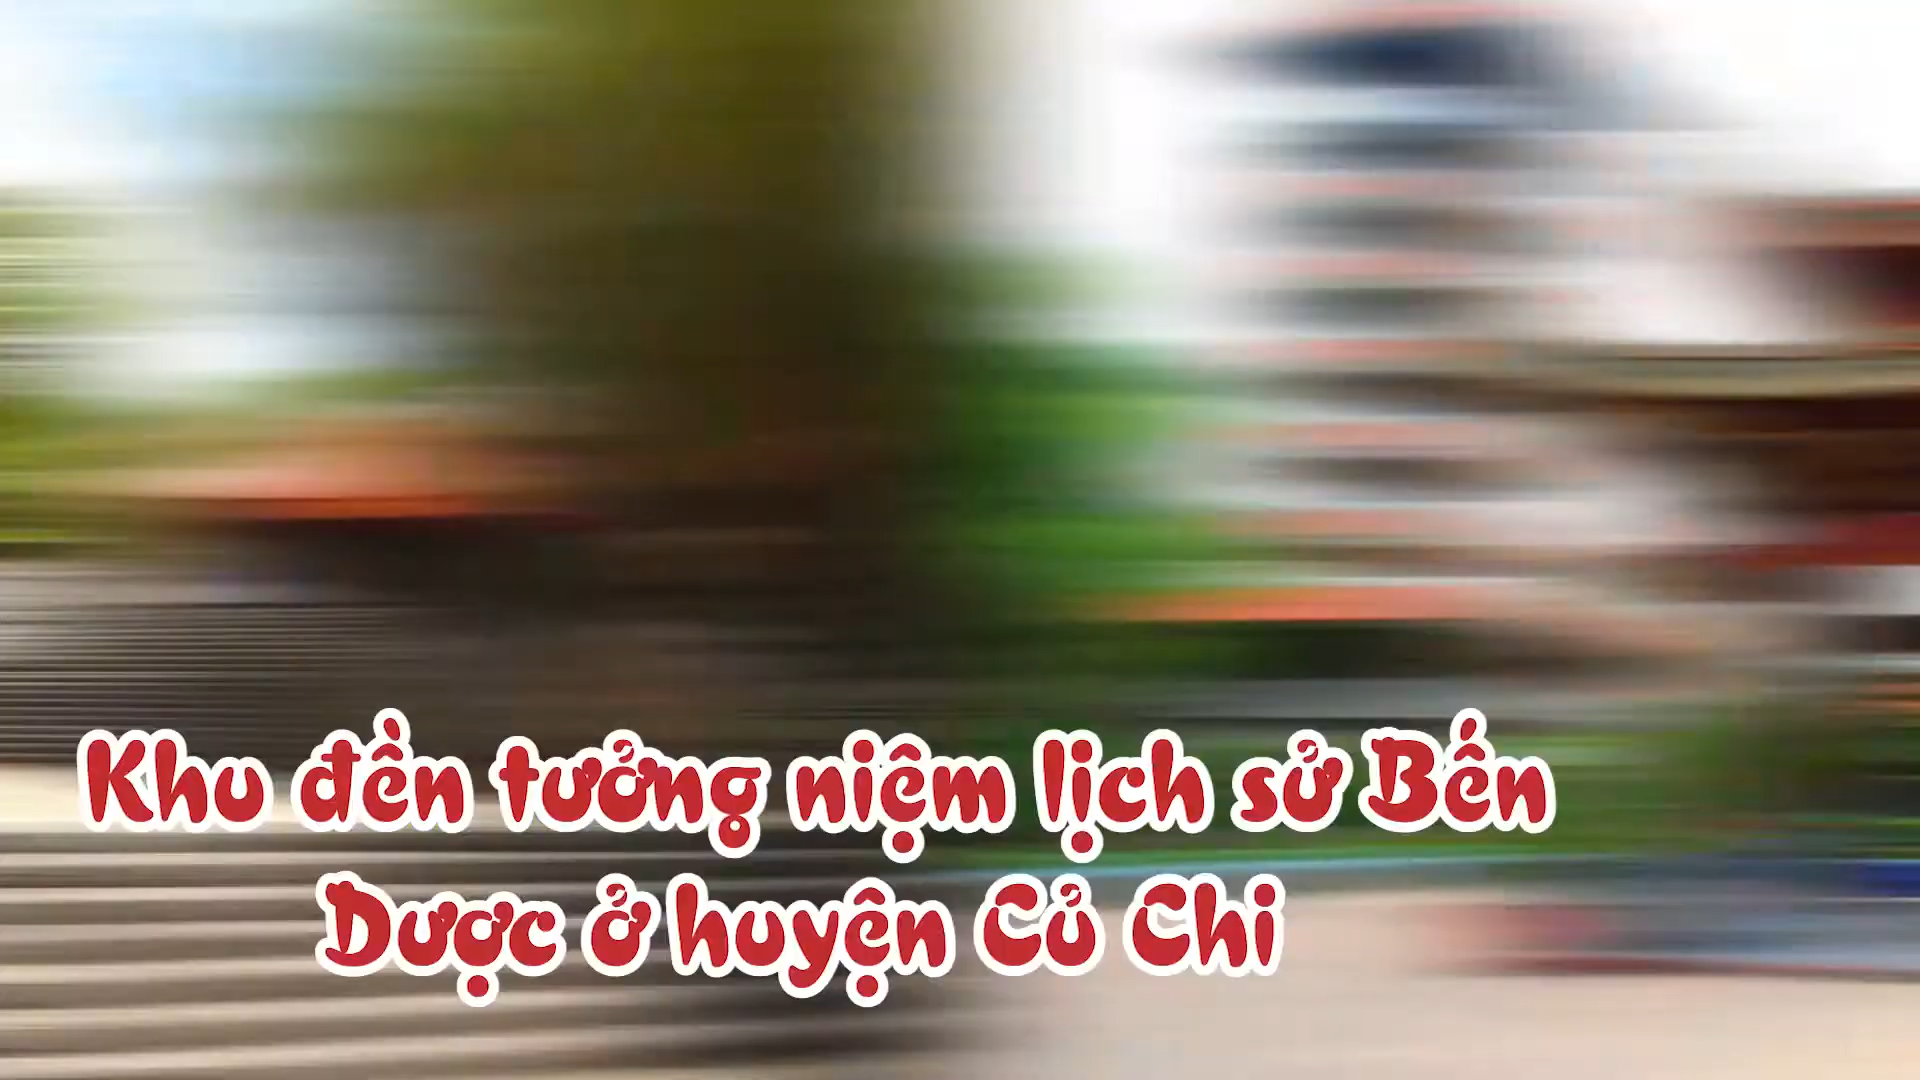 Khu đền tưởng niệm lịch sử Bến
Dược ở huyện Củ Chi